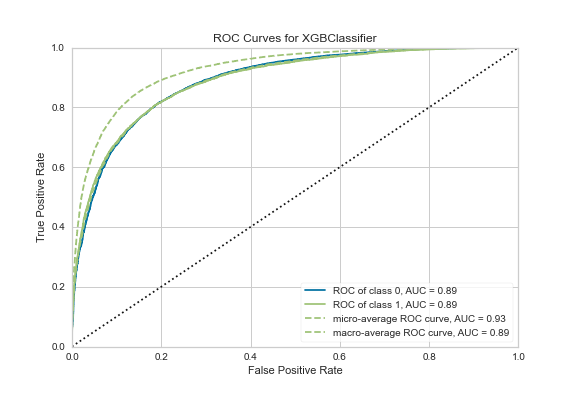 ROC Curves for XGBClassifier
1.0
0.8
0.6
0.4
0.2
0.0
True Positive Rate
ROC of class 0, AUC = 0.89
ROC of class 1, AUC = 0.89
micro-average ROC curve, AUC = 0.93
macro-average ROC curve, AUC = 0.89
0.0 0.2 0.4 0.6 0.8 1.0
False Positive Rate